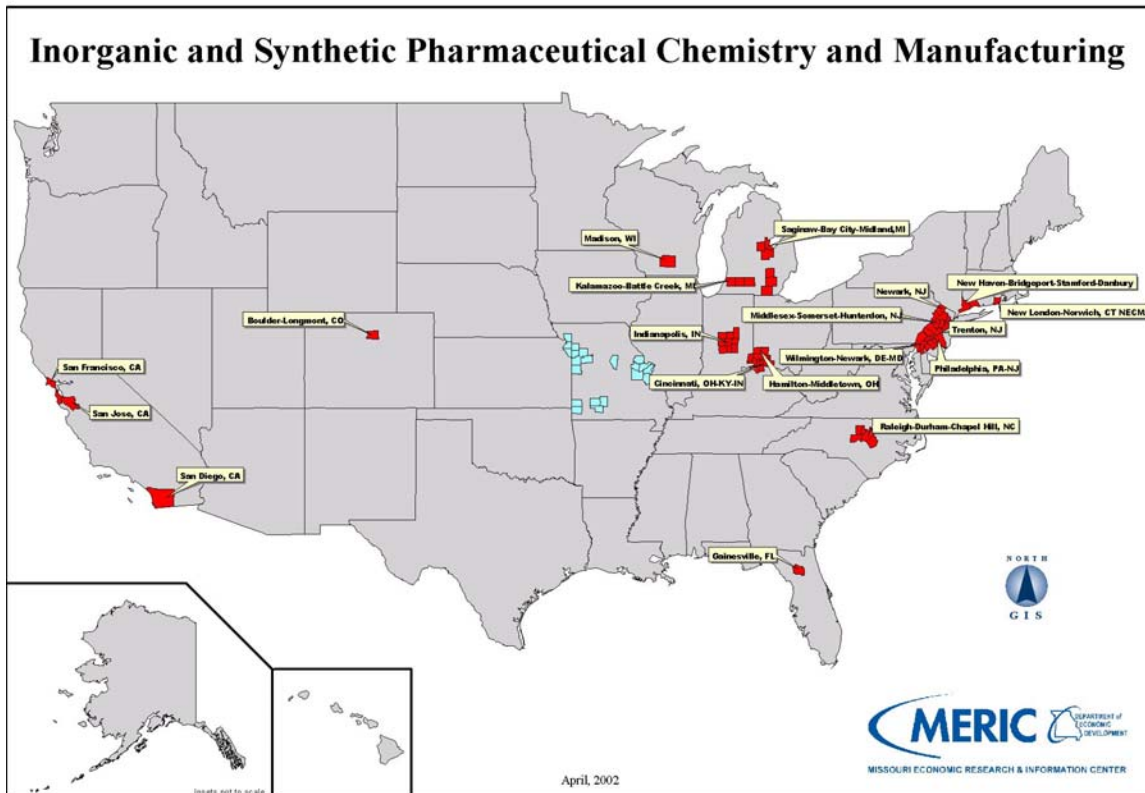 Inorganic and Synthetic Pharmaceutical Chemistry and Manufacturing
Saginaw-Bay City-Midland,MI
Madison, WI
Kalamazoo-Battle Creek, MI
New Haven-Bridgeport-Stamford-Danbury
Newark, NJ
New London-Norwich, CT NECM
Middlesex-Somerset-Hunterdon, NJ
Boulder-Longmont, CO
Trenton, NJ
Indianapolis, IN
Wilmington-Newark, DE-MD
Philadelphia, PA-NJ
San Francisco, CA
Cincinnati, OH-KY-IN
Hamilton-Middletown, OH
San Jose, CA
Raleigh-Durham-Chapel Hill, NC
San Diego, CA
Gainesville, FL
NORTH
GIS
MERIC
DEPARTMENT of
ECONOMIC
DEVELOPMENT
MISSOURI ECONOMIC RESEARCH & INFORMATION CENTER
April, 2002
Insets not to scale